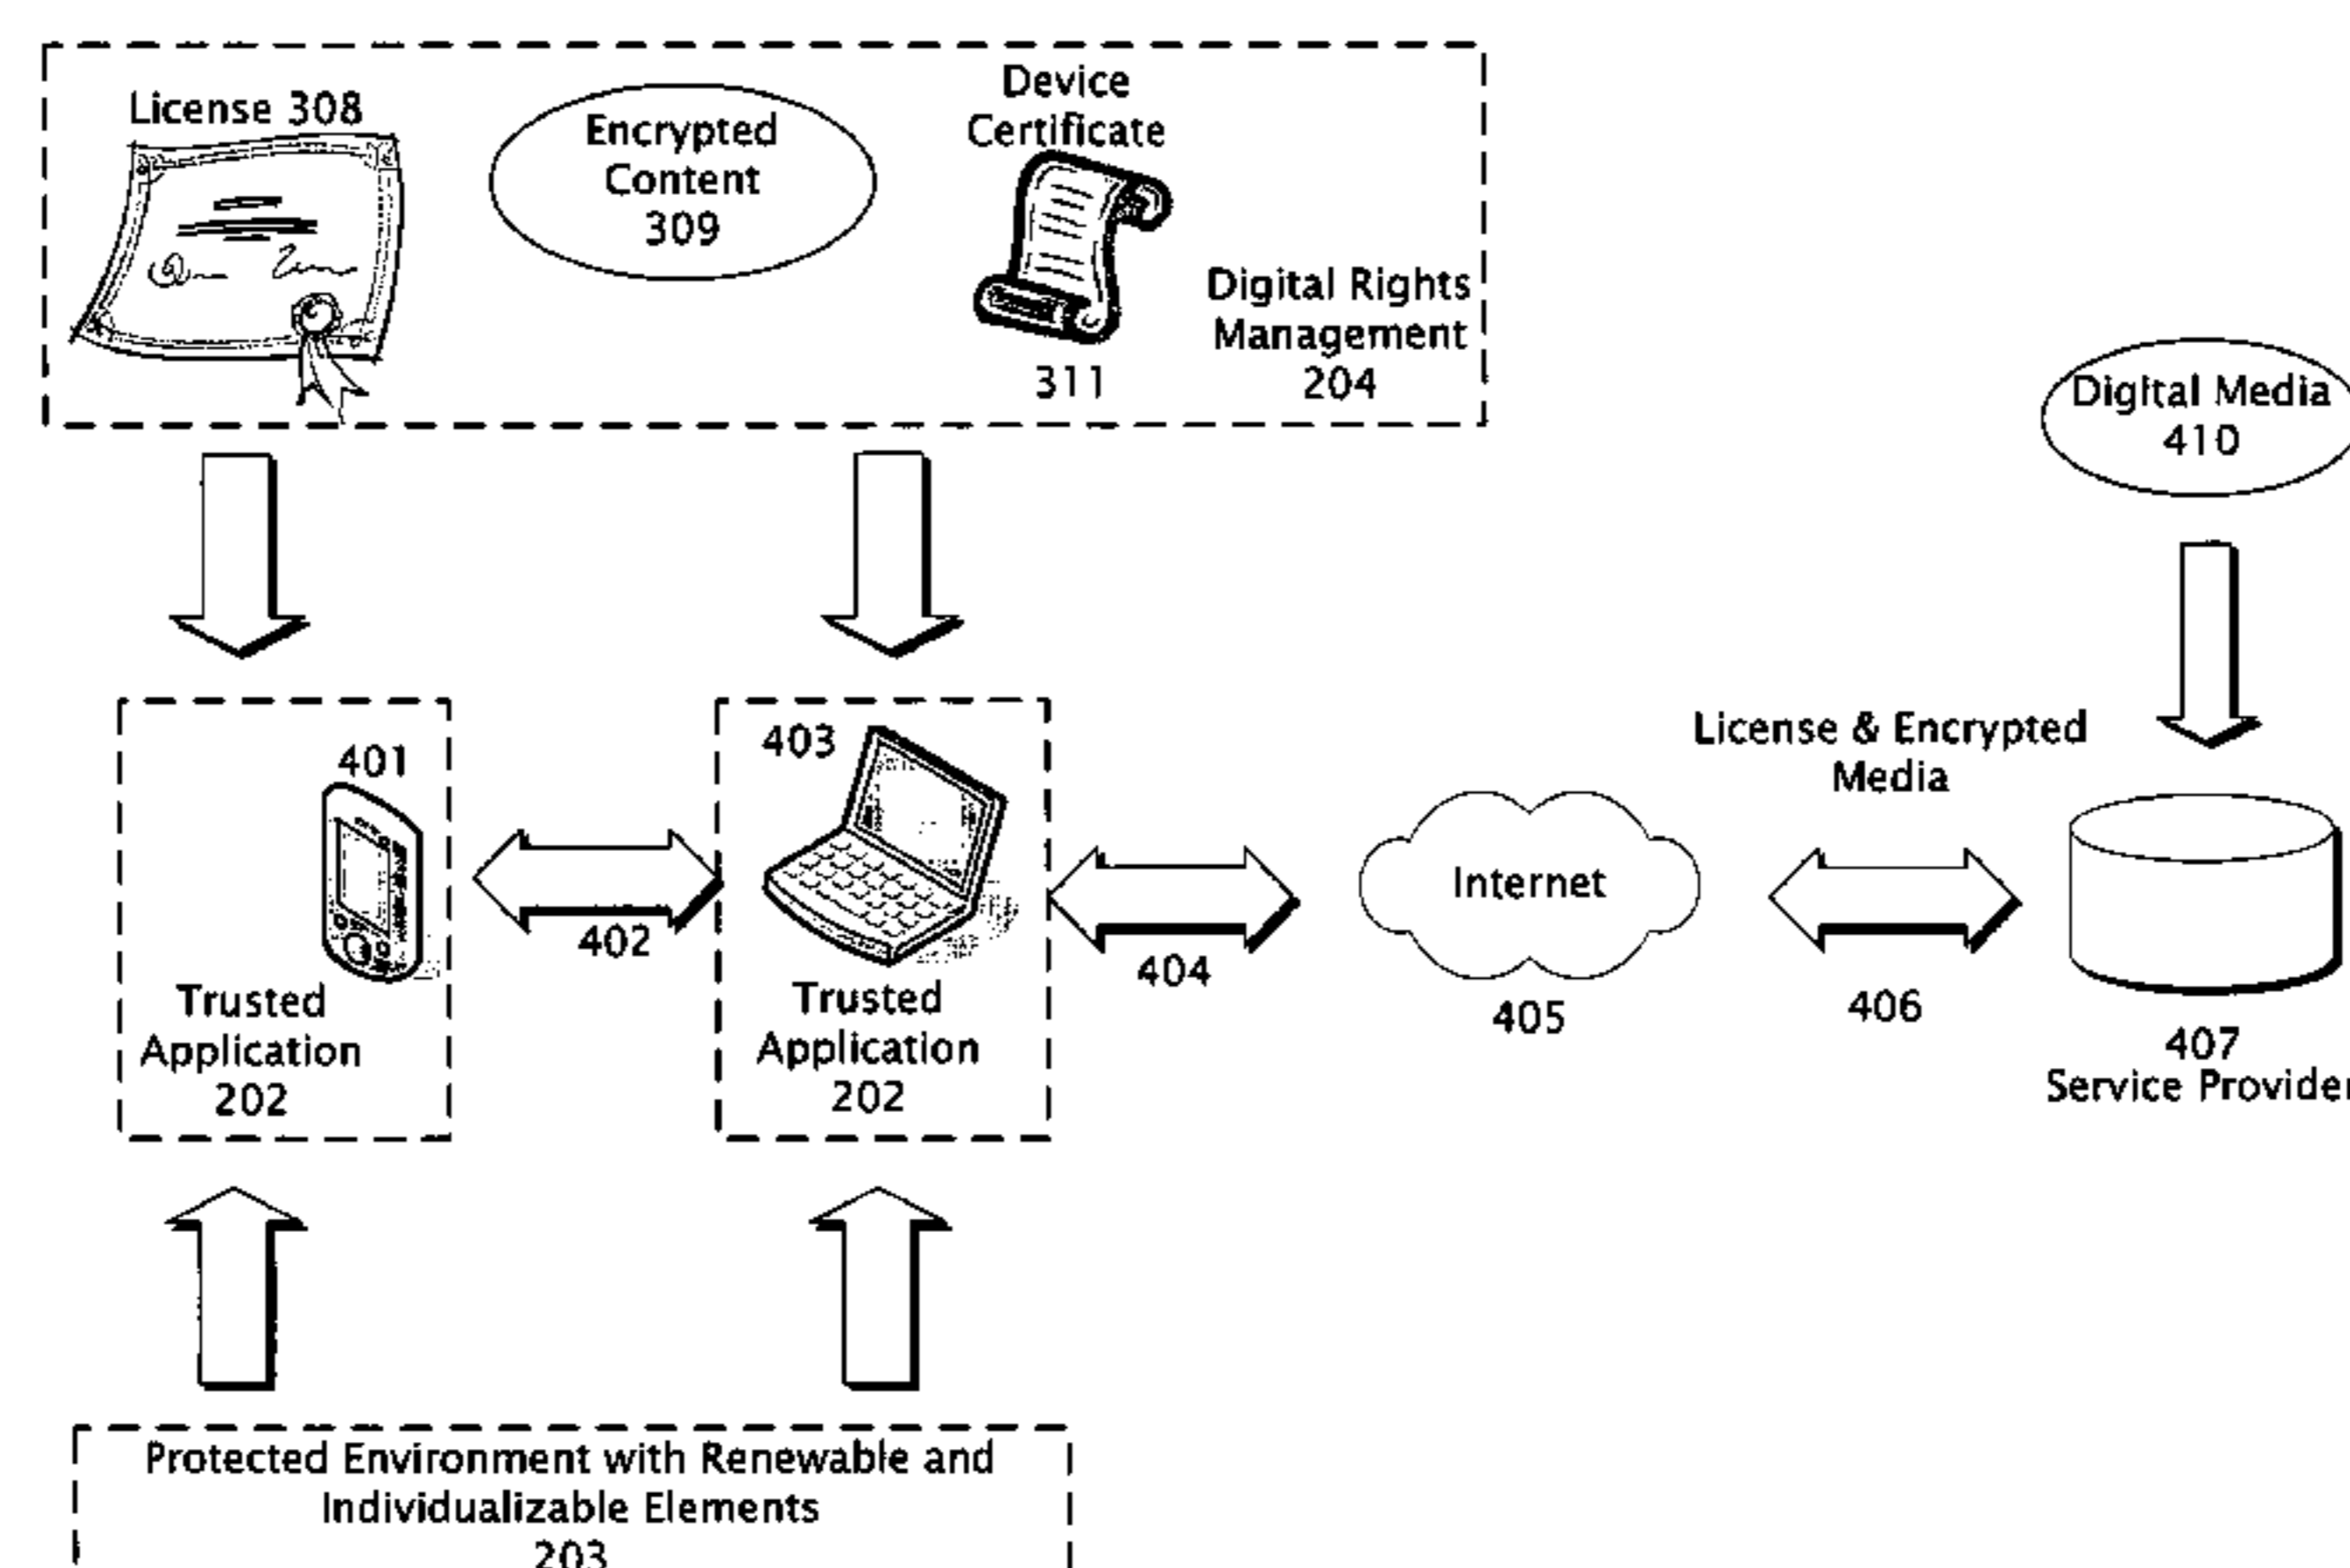 License 308
Encrypted
Content
309
Device
Certificate
311
Digital Rights
Management
204
Digital Media
410
401
Trusted
Application
202
402
403
Trusted
Application
202
404
Internet
405
License & Encrypted
Media
406
407
Service Provider
Protected Environment with Renewable and
Individualizable Elements
203